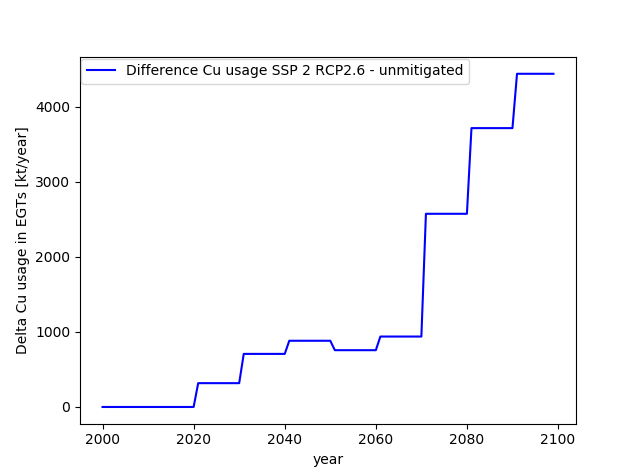 Difference Cu usage SSP 2 RCP2.6 - unmitigated
Delta Cu usage in EGTs [kt/year]
4000
3000
2000
1000
0
2000 2020 2040 2060 2080 2100
year